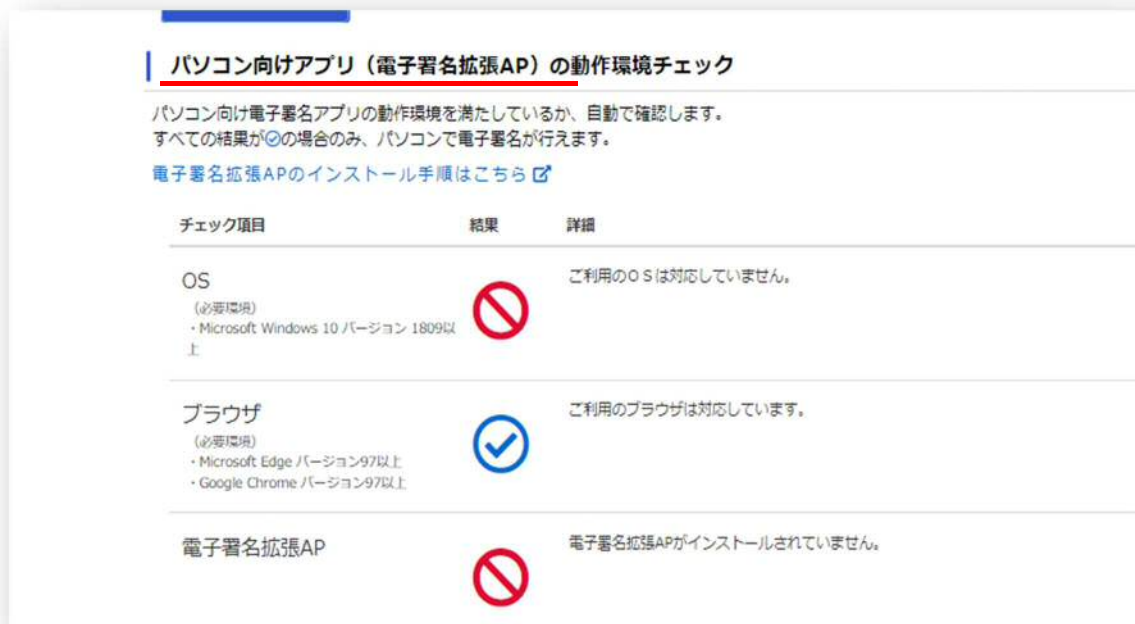 パソコン向けアプリ（電子署名拡張AP）の動作環境チェック
パソコン向け電子署名アプリの動作環境を満たしているか、自動で確認します。
すべての結果が✓の場合のみ、パソコンで電子署名が行えます。
電子署名拡張APのインストール手順はこちら
チェック項目 結果 詳細
OS
ご利用のＯＳは対応していません。
（必要環境）
・Microsoft Windows 10 バージョン 1809以
上
ブラウザ
ご利用のブラウザは対応しています。
（必要環境）
・Microsoft Edge バージョン97以上
・Google Chrome バージョン97以上
電子署名拡張AP
電子署名拡張APがインストールされていません。